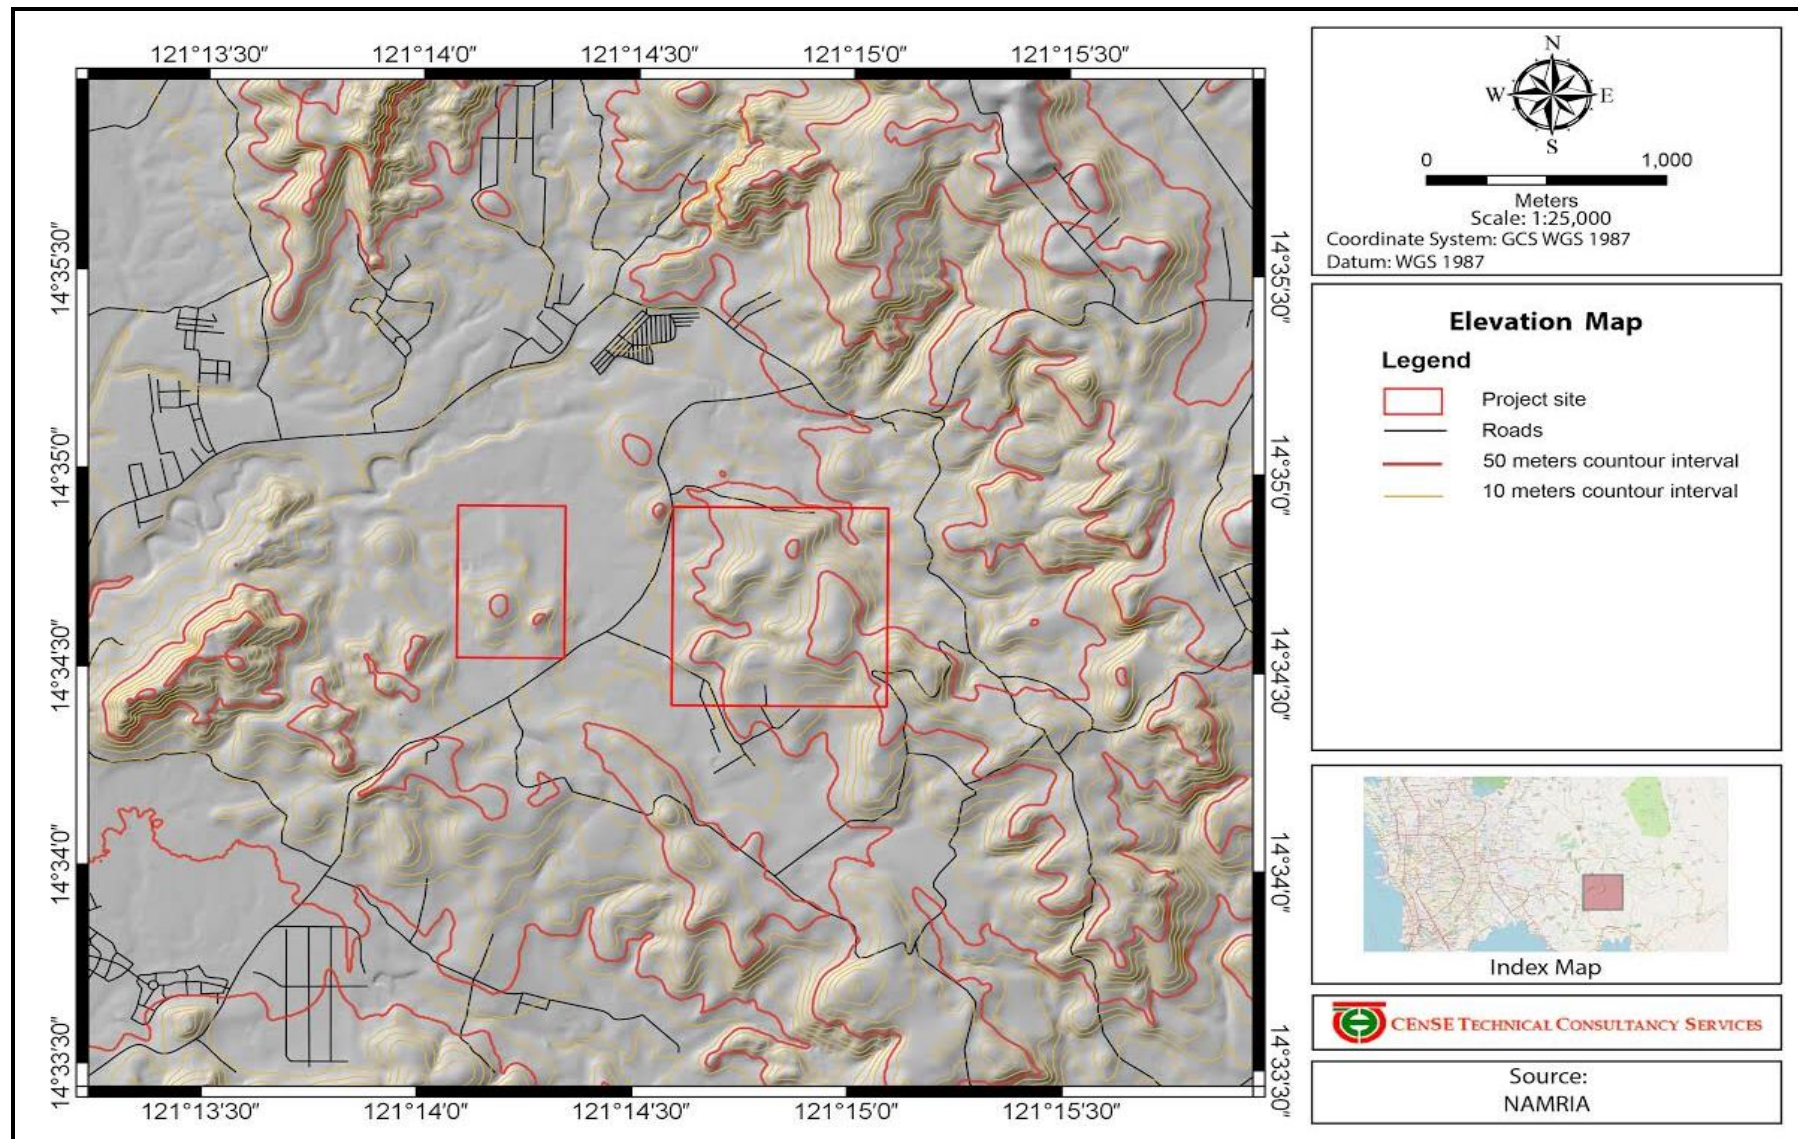 121°13'30" 121°14'0" 121°14'30" 121°15'0" 121°15'30"
14°35'30"
14°35'0"
14°34'30"
14°34'0"
14°33'30"
14°35'30"
14°35'0"
14°34'30"
14°34'0"
14°33'30"
121°13'30" 121°14'0" 121°14'30" 121°15'0" 121°15'30"
N
W E
S
0 1,000
Meters
Scale: 1:25,000
Coordinate System: GCS WGS 1987
Datum: WGS 1987
Elevation Map
Legend
Project site
Roads
50 meters countour interval
10 meters countour interval
Index Map
CENSE TECHNICAL CONSULTANCY SERVICES
Source:
NAMRIA